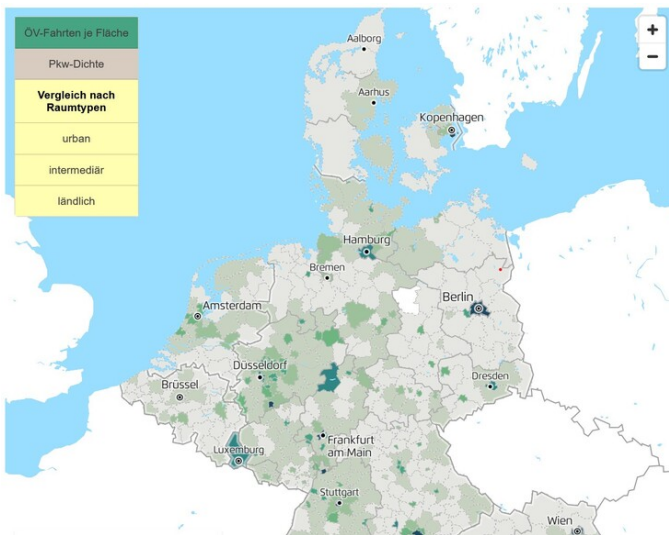 ÖV-Fahrten je Fläche
Pkw-Dichte
Vergleich nach
Raumtypen
urban
intermediär
ländlich
+
−
Aalborg
Aarhus
Kopenhagen
Hamburg
Bremen
Berlin
Amsterdam
Düsseldorf
Brüssel
Dresden
Frankfurt
am Main
Luxemburg
Stuttgart
Wien